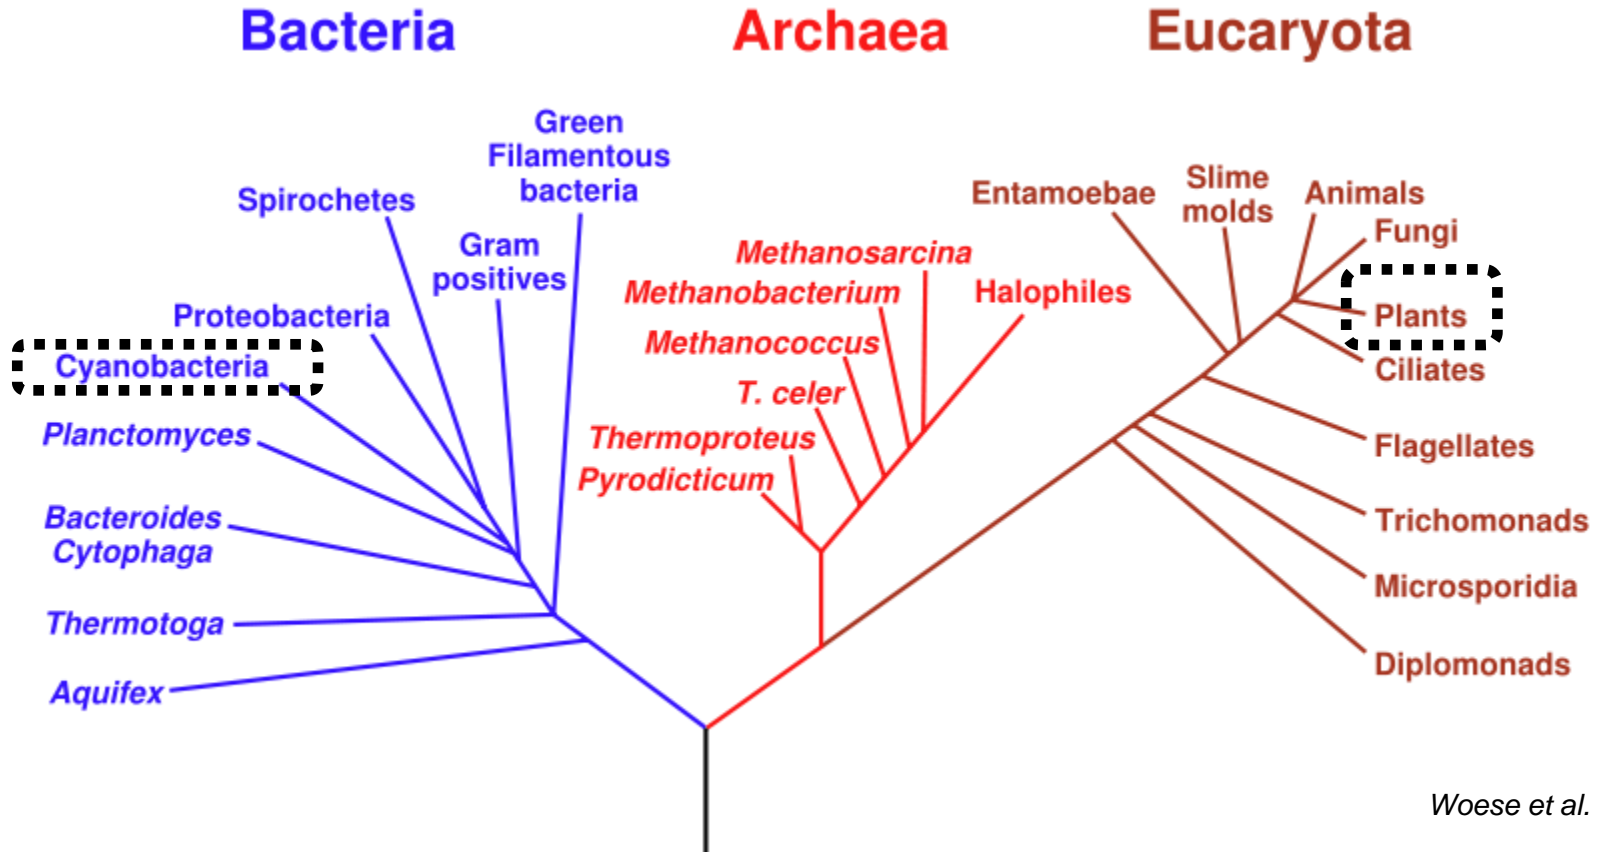 Bacteria
Archaea
Eucaryota
Green
Filamentous
bacteria
Spirochetes
Gram
positives
Proteobacteria
Cyanobacteria
Planctomyces
Bacteroides
Cytophaga
Thermotoga
Aquifex
Methanosarcina
Methanobacterium
Halophiles
Methanococcus
T. celer
Thermoproteus
Pyrodicticum
Entamoebae
Slime
molds
Animals
Fungi
Plants
Ciliates
Flagellates
Trichomonads
Microsporidia
Diplomonads
Woese et al.